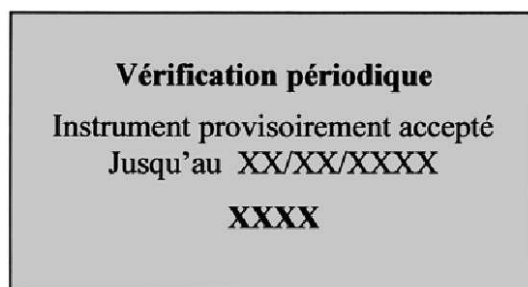 Vérification périodique
Instrument provisoirement accepté
Jusqu'au XX/XX/XXXX
XXXX